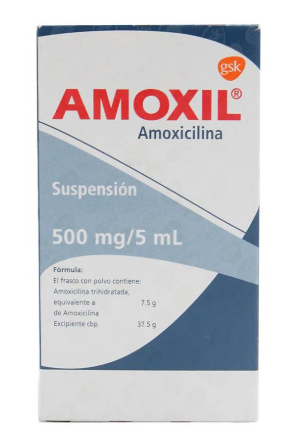 gsk
AMOXIL®
Amoxicilina
Suspensión
500 mg/5 mL
Fórmula:
El frasco con polvo contiene:
Amoxicilina trihidratada,
equivalente a 7.5 g
de Amoxicilina
Excipiente cbp 37.5 g